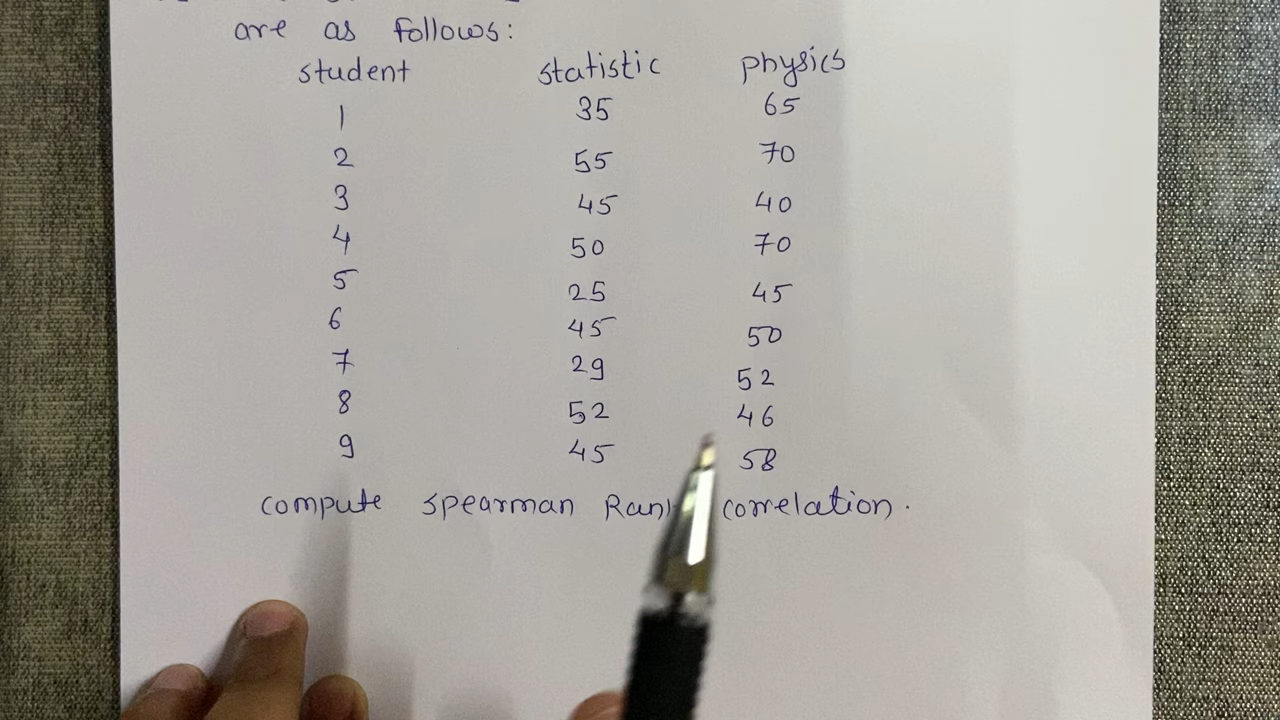 are as follows:
student statistic physics
1 35 65
2 55 70
3 45 40
4 50 70
5 25 45
6 45 50
7 29 52
8 52 46
9 45 58
compute spearman Rank correlation.